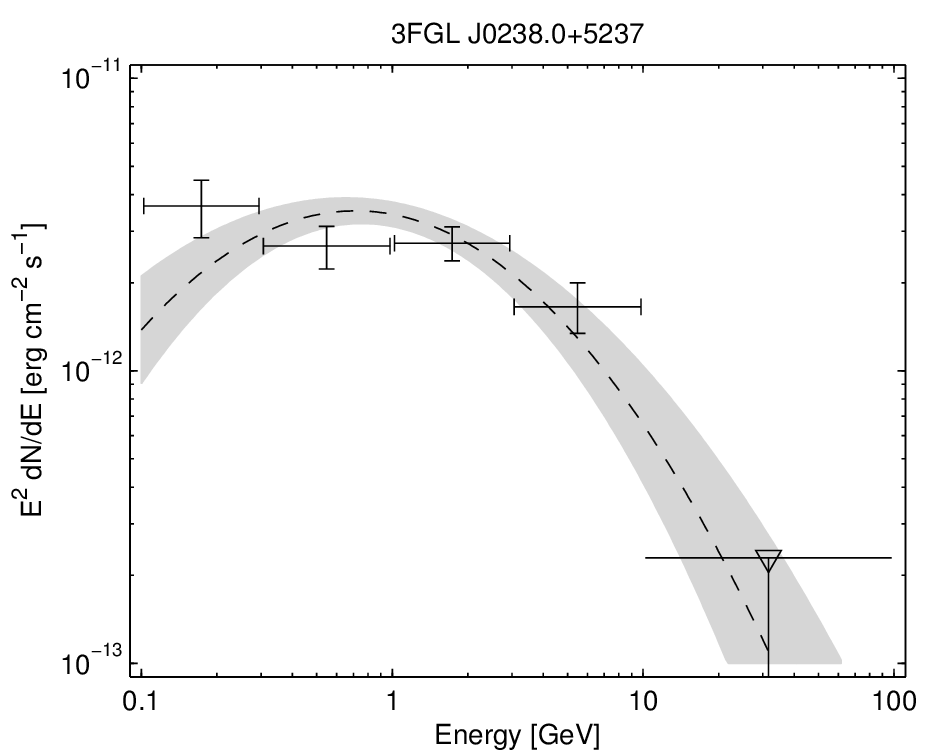 3FGL J0238.0+5237
10⁻¹¹
10⁻¹²
10⁻¹³
E² dN/dE [erg cm⁻² s⁻¹]
0.1 1 10 100
Energy [GeV]